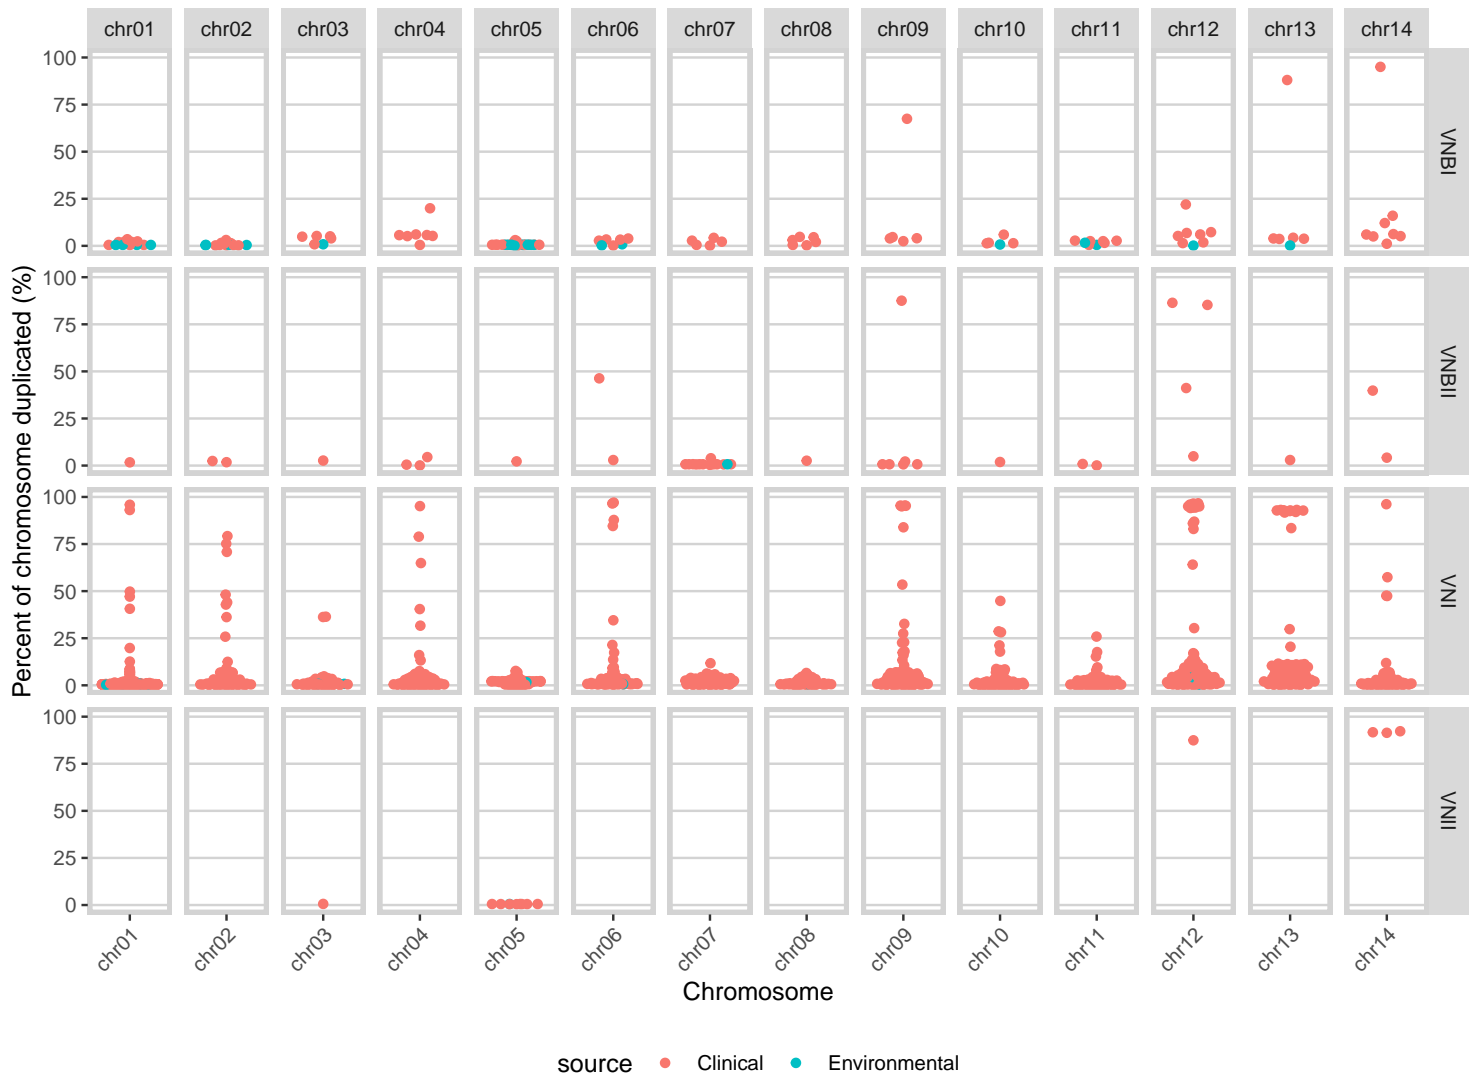 chr01 chr02 chr03 chr04 chr05 chr06 chr07 chr08 chr09 chr10 chr11 chr12 chr13 chr14
Percent of chromosome duplicated (%)
100
75
50
25
0
VNBI
100
75
50
25
0
VNBII
100
75
50
25
0
VNI
100
75
50
25
0
VNII
chr01 chr02 chr03 chr04 chr05 chr06 chr07 chr08 chr09 chr10 chr11 chr12 chr13 chr14
Chromosome
source Clinical Environmental